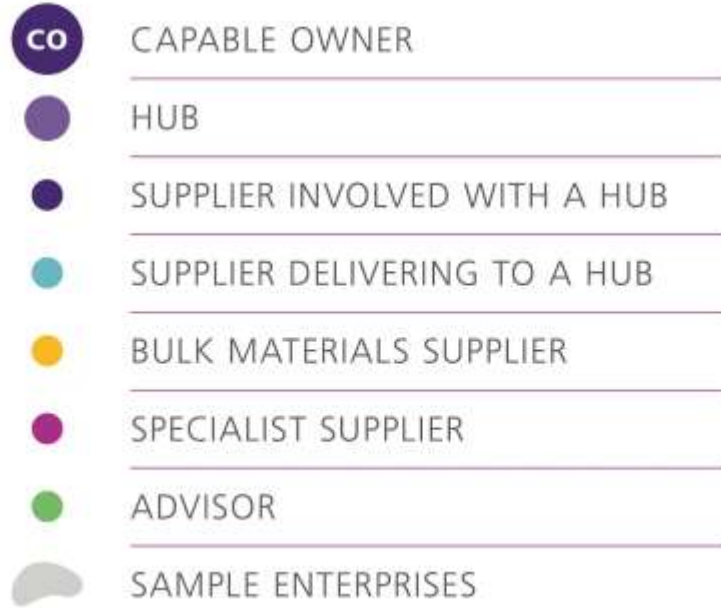 CO CAPABLE OWNER
HUB
SUPPLIER INVOLVED WITH A HUB
SUPPLIER DELIVERING TO A HUB
BULK MATERIALS SUPPLIER
SPECIALIST SUPPLIER
ADVISOR
SAMPLE ENTERPRISES